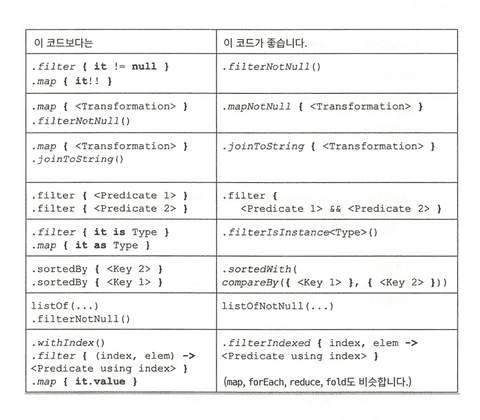 이 코드보다는
이 코드가 좋습니다.
.filter { it != null }
.map { it!! }
.filterNotNull()
.map { <Transformation> }
.filterNotNull()
.mapNotNull { <Transformation> }
.map { <Transformation> }
.joinToString()
.joinToString { <Transformation> }
.filter { <Predicate 1> }
.filter { <Predicate 2> }
.filter {
<Predicate 1> && <Predicate 2> }
.filter { it is Type }
.map { it as Type }
.filterIsInstance<Type>()
.sortedBy { <Key 2> }
.sortedBy { <Key 1> }
.sortedWith(
compareBy({ <Key 1> }, { <Key 2> }))
listOf(...)
.filterNotNull()
listOfNotNull(...)
.withIndex()
.filter { (index, elem) ->
<Predicate using index> }
.map { it.value }
.filterIndexed { index, elem ->
<Predicate using index> }
(map, forEach, reduce, fold도 비슷합니다.)